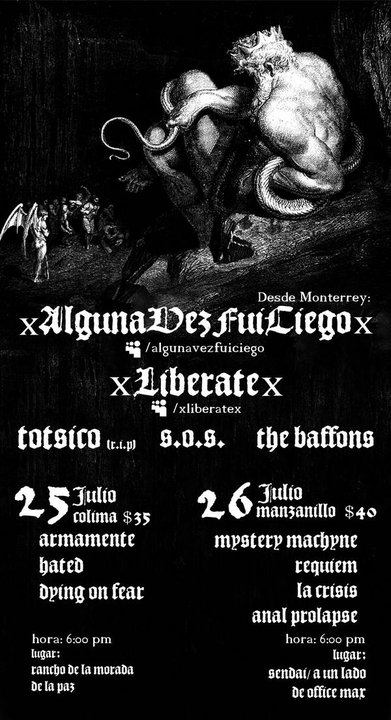 Desde Monterrey:
xAlgunaVezFuiCiegox
/algunavezfuiciego
xLiberatex
/xliberatex
totsico (r.i.p) s.o.s. the baffons
25 Julio
colima $35
armamente
hated
dying on fear
hora: 6:00 pm
lugar:
rancho de la morada
de la paz
26 Julio
manzanillo $40
mystery machyne
requiem
la crisis
anal prolapse
hora: 6:00 pm
lugar:
sendai/ a un lado
de office max